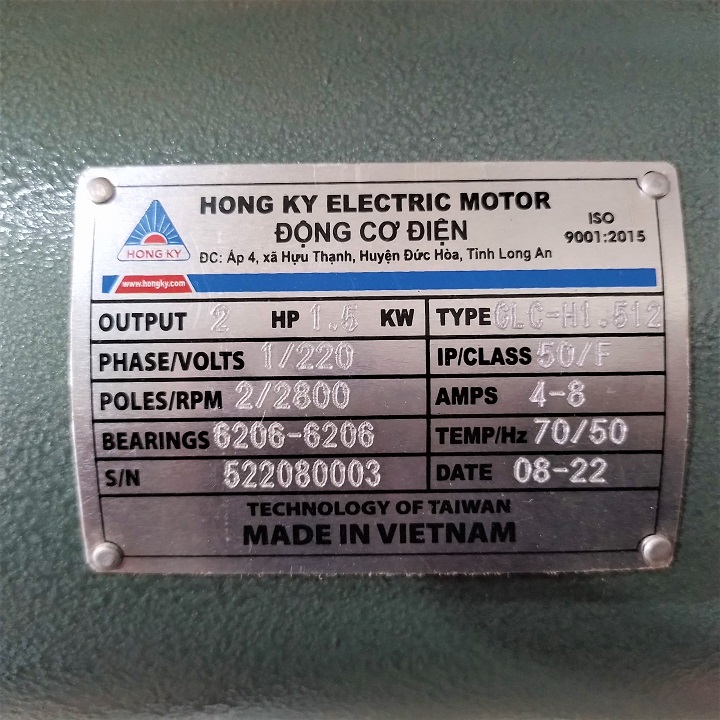 HONG KY ELECTRIC MOTOR
ĐỘNG CƠ ĐIỆN
ĐC: Ấp 4, xã Hựu Thạnh, Huyện Đức Hòa, Tỉnh Long An
ISO
9001:2015
HONG KY
www.hongky.com
OUTPUT 2 HP 1.5 KW TYPE CLC-H1.512
PHASE/VOLTS 1/220 IP/CLASS 50/F
POLES/RPM 2/2800 AMPS 4-8
BEARINGS 6206-6206 TEMP/Hz 70/50
S/N 522080003 DATE 08-22
TECHNOLOGY OF TAIWAN
MADE IN VIETNAM